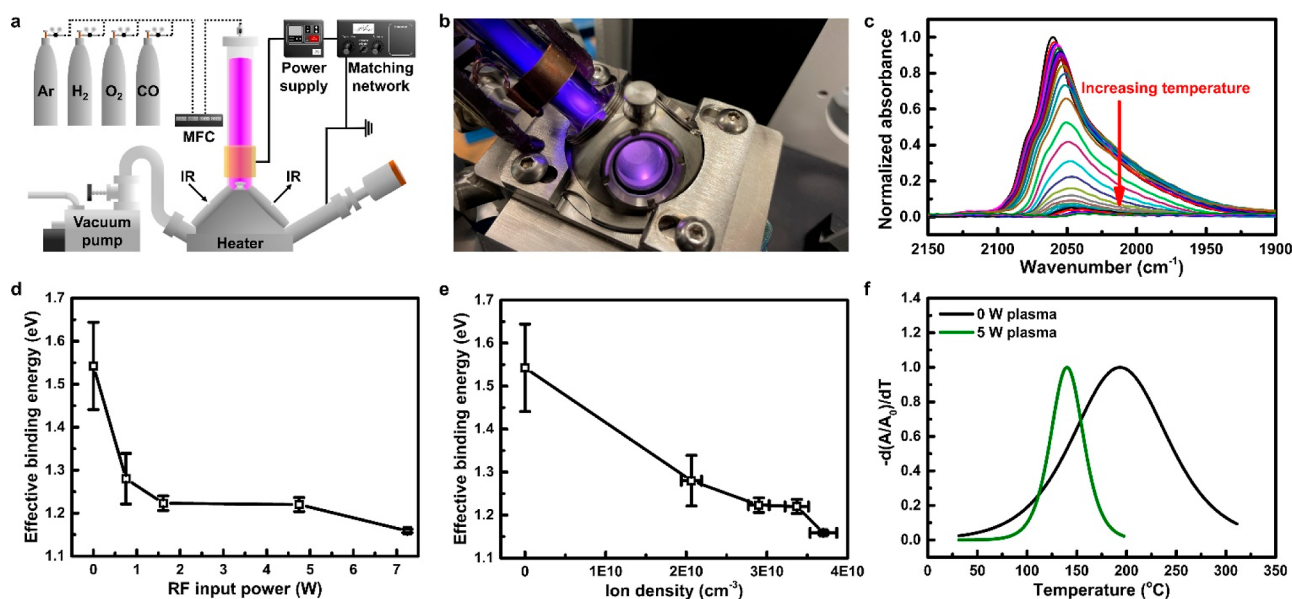 a
Ar H₂ O₂ CO
MFC
Power
supply
Matching
network
IR IR
Vacuum
pump
Heater
b
c
Normalized absorbance
1.0
0.8
0.6
0.4
0.2
0.0
Increasing temperature
2150 2100 2050 2000 1950 1900
Wavenumber (cm⁻¹)
d
Effective binding energy (eV)
1.7
1.6
1.5
1.4
1.3
1.2
1.1
0 1 2 3 4 5 6 7
RF input power (W)
e
Effective binding energy (eV)
1.7
1.6
1.5
1.4
1.3
1.2
1.1
0 1E10 2E10 3E10 4E10
Ion density (cm⁻³)
f
-d(A/A₀)/dT
1.4
1.2
1.0
0.8
0.6
0.4
0.2
0.0
0 W plasma
5 W plasma
0 50 100 150 200 250 300 350
Temperature (°C)